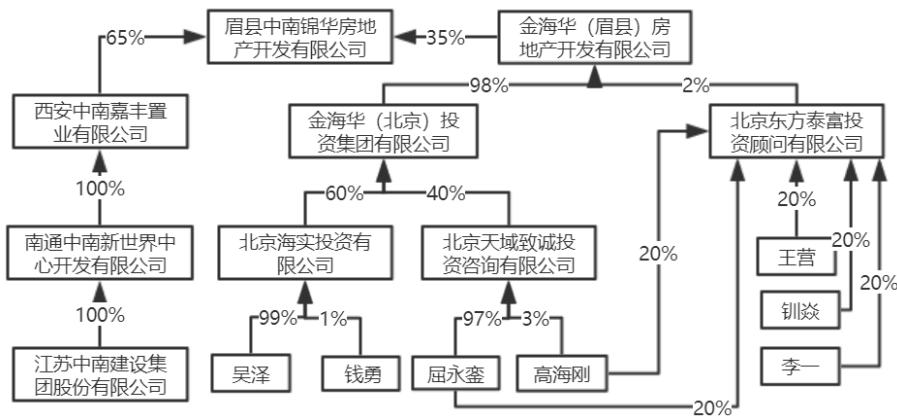 眉县中南锦华房地
产开发有限公司
金海华（眉县）房
地产开发有限公司
65%
35%
98%
2%
西安中南嘉丰置
业有限公司
金海华（北京）投
资集团有限公司
北京东方泰富投
资顾问有限公司
100%
60%
40%
20%
南通中南新世界中
心开发有限公司
北京海实投资有
限公司
北京天域致诚投
资咨询有限公司
20%
王营
20%
20%
100%
99%
1%
97%
3%
钏焱
江苏中南建设集
团股份有限公司
吴泽
钱勇
屈永銮
高海刚
李一
20%